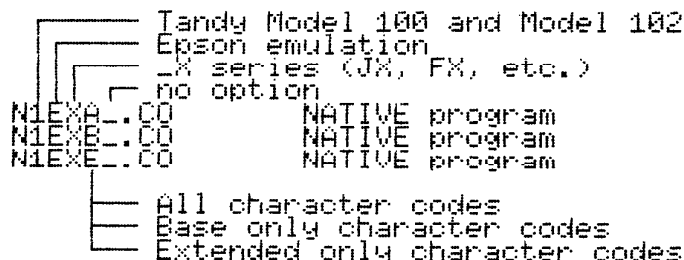 Tandy Model 100 and Model 102
Epson emulation
_X series (JX, FX, etc.)
no option
N1EXA_.CO NATIVE program
N1EXB_.CO NATIVE program
N1EXE_.CO NATIVE program
All character codes
Base only character codes
Extended only character codes